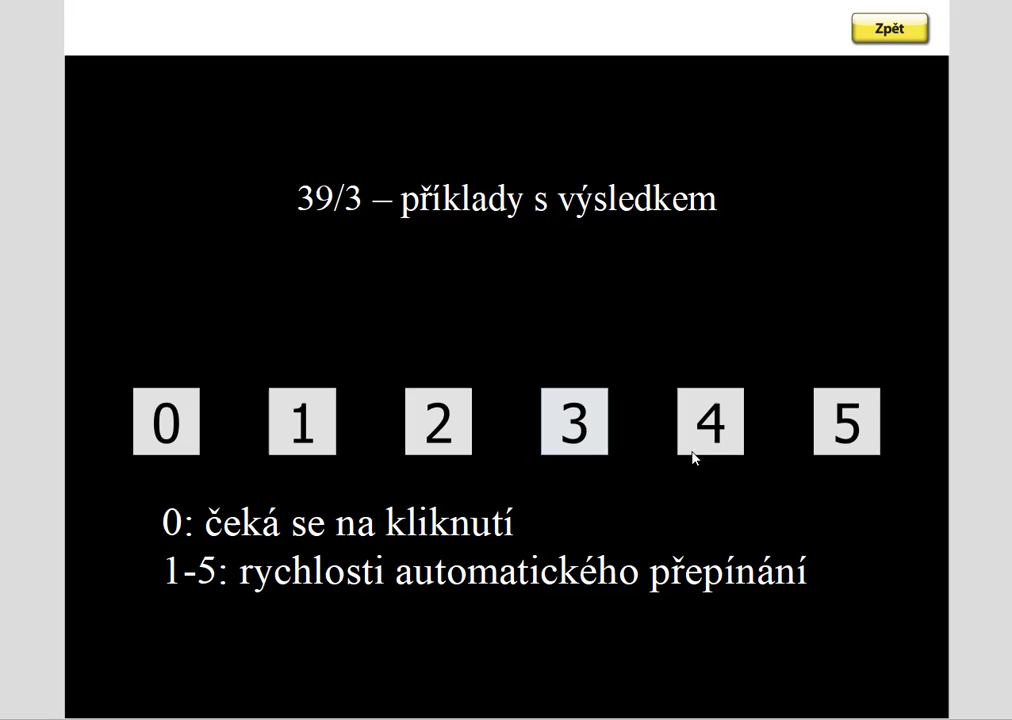 Zpět
39/3 – příklady s výsledkem
0 1 2 3 4 5
0: čeká se na kliknutí
1-5: rychlosti automatického přepínání